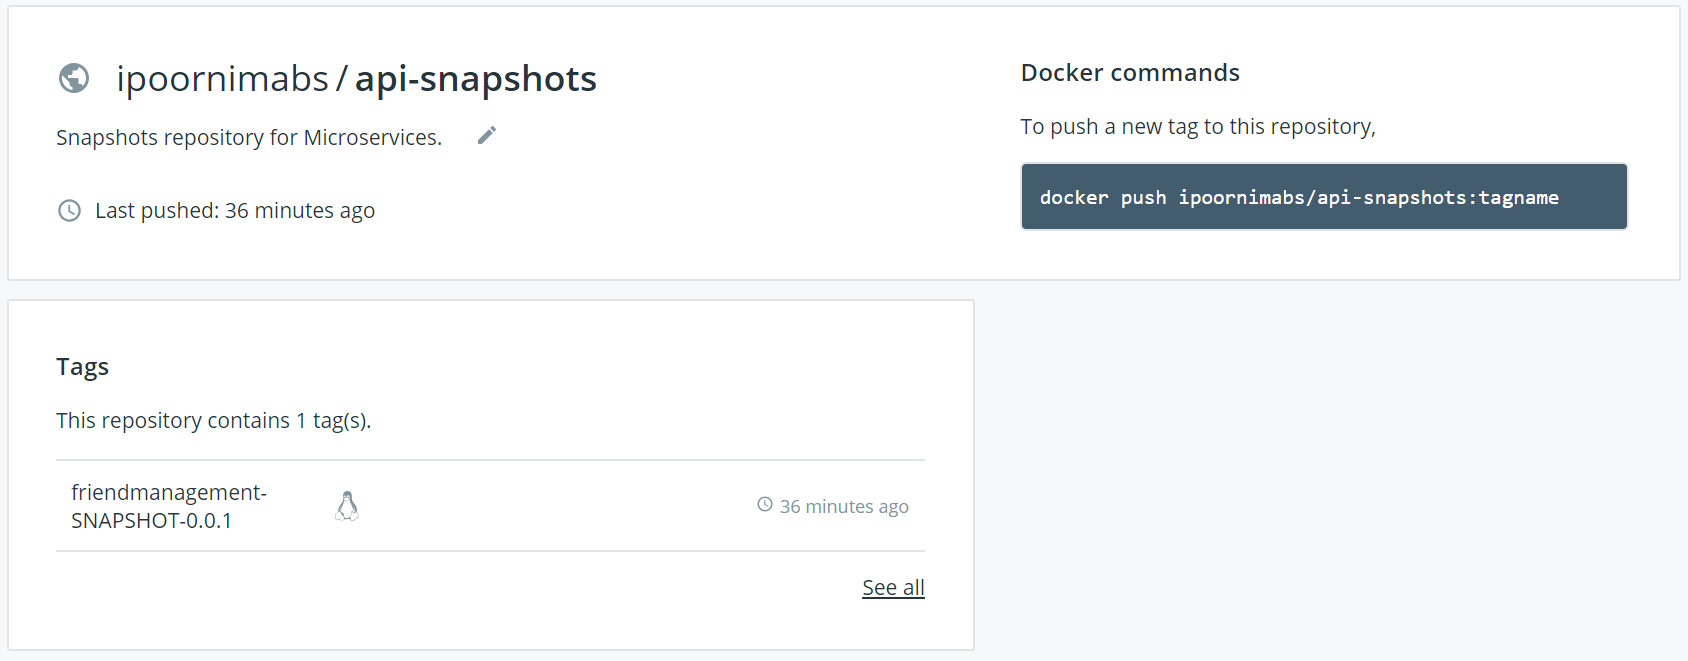 ipoornimabs / api-snapshots
Snapshots repository for Microservices.
Last pushed: 36 minutes ago
Docker commands
To push a new tag to this repository,
docker push ipoornimabs/api-snapshots:tagname
Tags
This repository contains 1 tag(s).
friendmanagement-
SNAPSHOT-0.0.1
36 minutes ago
See all